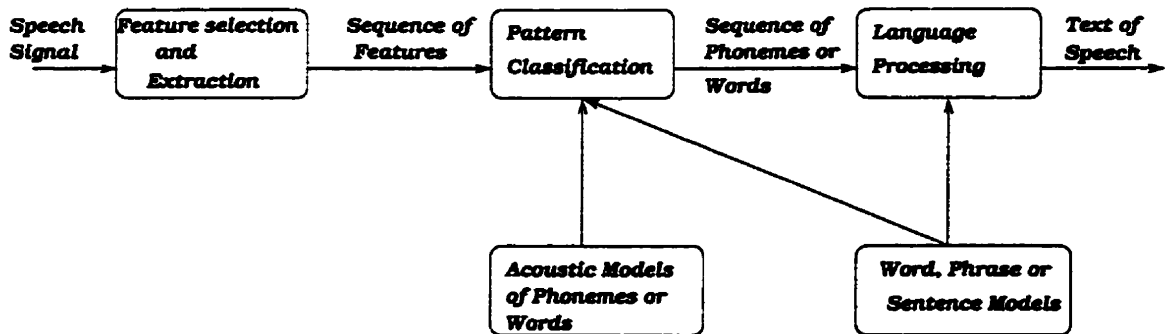 Speech
Signal
Feature selection
and
Extraction
Sequence of
Features
Pattern
Classification
Sequence of
Phonemes or
Words
Language
Processing
Text of
Speech
Acoustic Models
of Phonemes or
Words
Word, Phrase or
Sentence Models